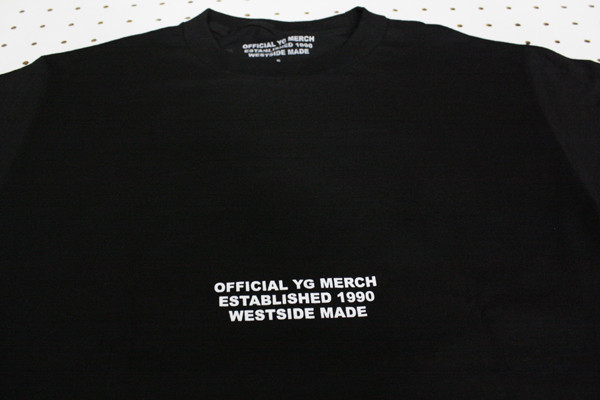 OFFICIAL YG MERCH
ESTABLISHED 1990
WESTSIDE MADE
OFFICIAL YG MERCH
ESTABLISHED 1990
WESTSIDE MADE